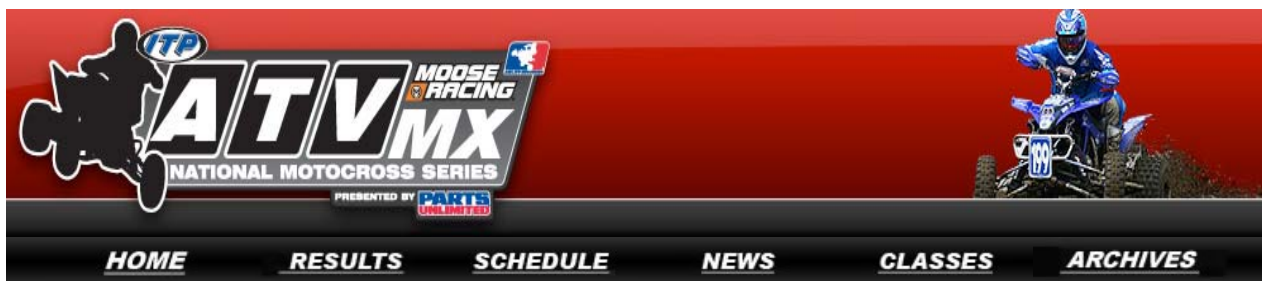 ITP
ATV
MOOSE
RACING
MX
NATIONAL MOTOCROSS SERIES
PRESENTED BY PARTS
UNLIMITED
199
HOME RESULTS SCHEDULE NEWS CLASSES ARCHIVES